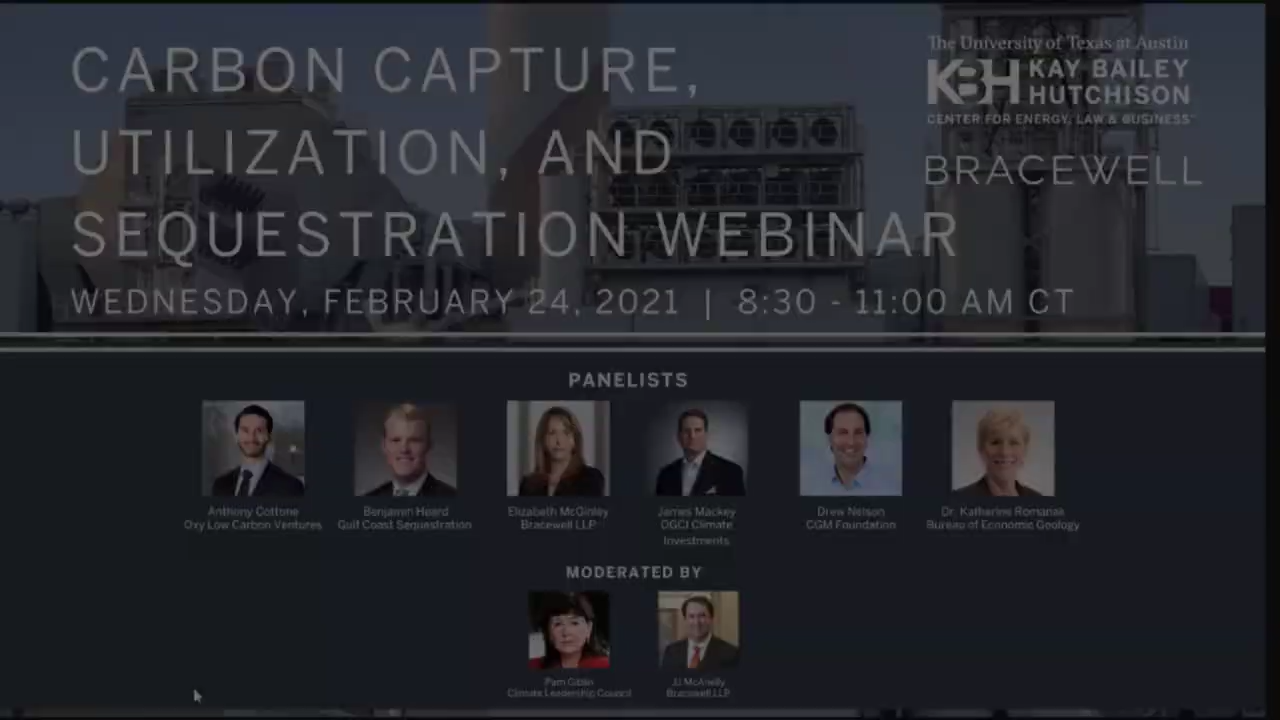 CARBON CAPTURE,
UTILIZATION, AND
SEQUESTRATION WEBINAR
WEDNESDAY, FEBRUARY 24, 2021 | 8:30 - 11:00 AM CT
The University of Texas at Austin
KBH KAY BAILEY
HUTCHISON
CENTER FOR ENERGY, LAW & BUSINESS
BRACEWELL
PANELISTS
Anthony Cottone
Oxy Low Carbon Ventures
Benjamin Heard
Gulf Coast Sequestration
Elizabeth McGinley
Bracewell LLP
James Mackey
OGCI Climate
Investments
Drew Nelson
CGM Foundation
Dr. Katherine Romanak
Bureau of Economic Geology
MODERATED BY
Pam Giblin
Climate Leadership Council
JJ McAnelly
Bracewell LLP